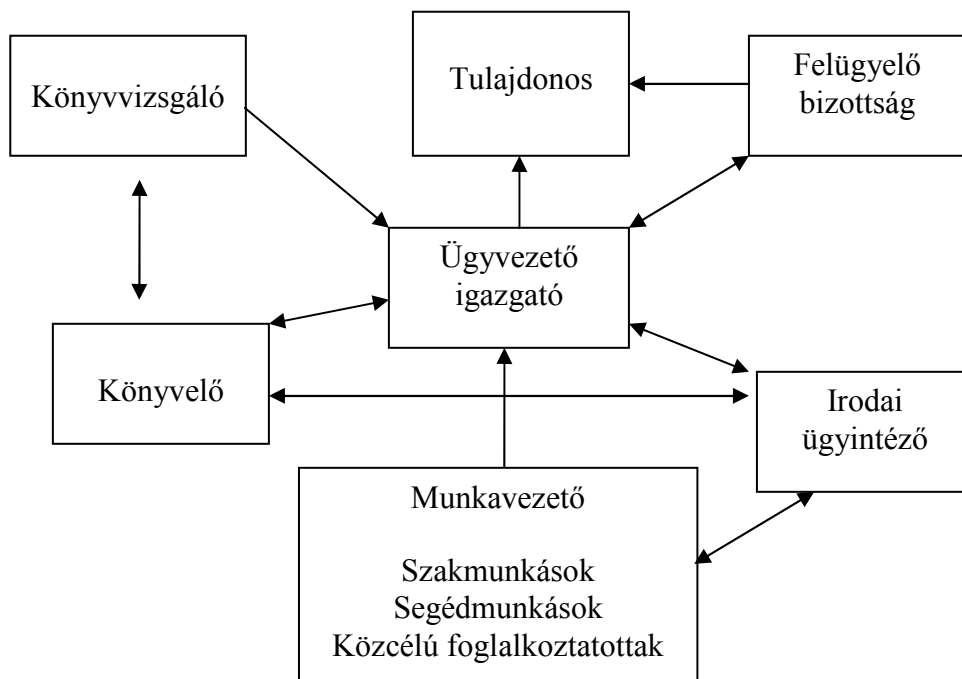 Könyvvizsgáló
Tulajdonos
Felügyelő
bizottság
Ügyvezető
igazgató
Könyvelő
Irodai
ügyintéző
Munkavezető
Szakmunkások
Segédmunkások
Közcélú foglalkoztatottak